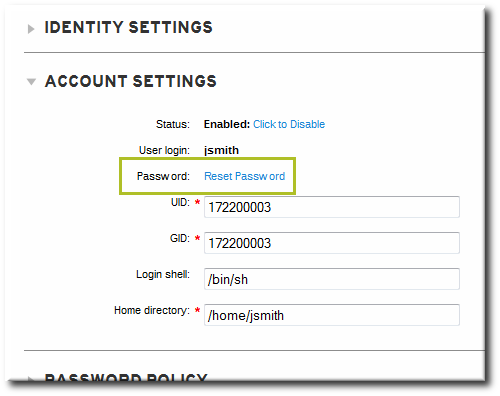 IDENTITY SETTINGS
ACCOUNT SETTINGS
Status: Enabled: Click to Disable
User login: jsmith
Password: Reset Password
UID: * 172200003
GID: * 172200003
Login shell: /bin/sh
Home directory: * /home/jsmith
PASSWORD POLICY